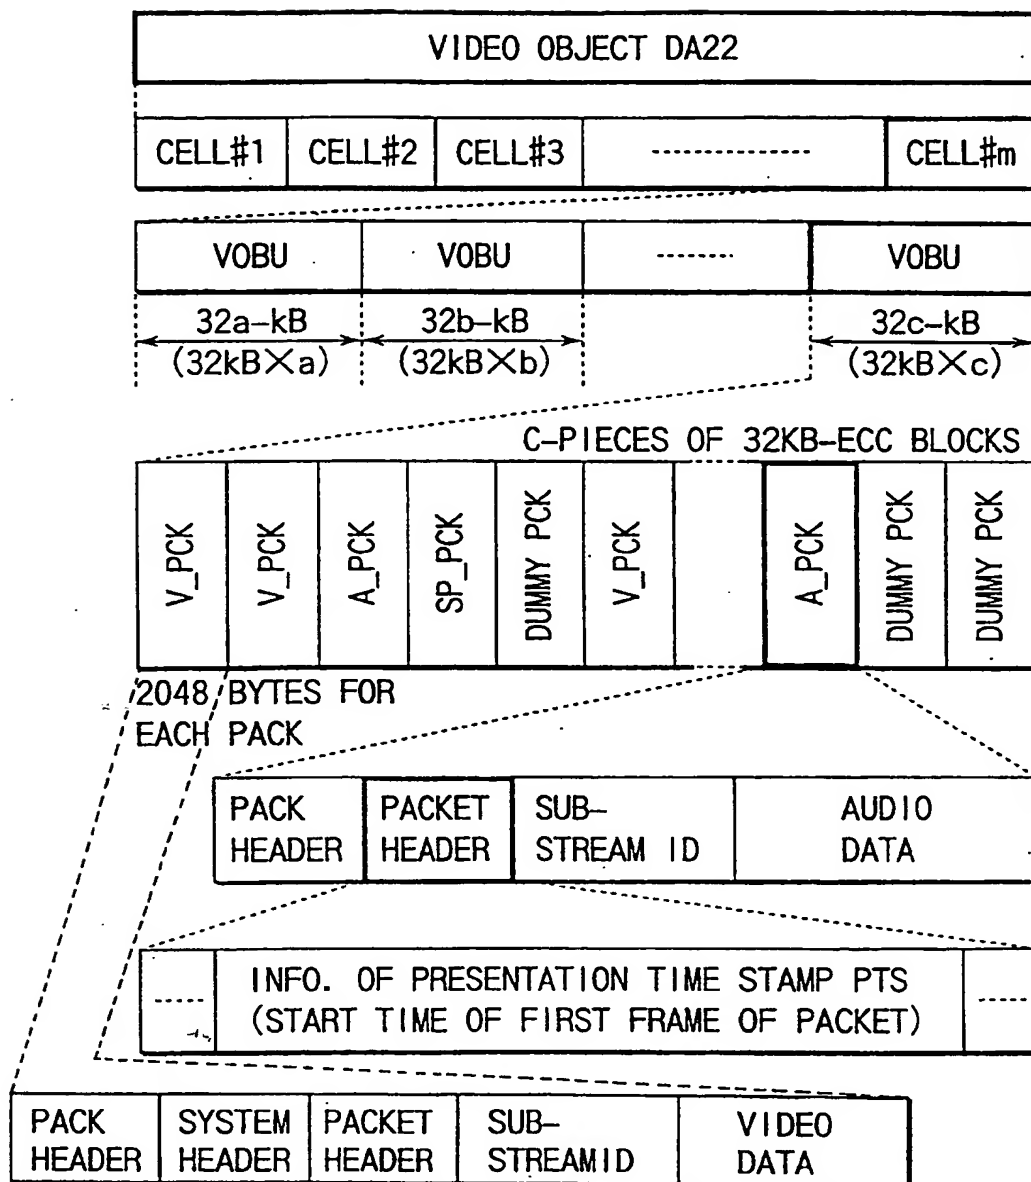 VIDEO OBJECT DA22
CELL#1 CELL#2 CELL#3 CELL#m
VOBU VOBU VOBU
32a-kB 32b-kB 32c-kB
(32kB×a) (32kB×b) (32kB×c)
C-PIECES OF 32KB-ECC BLOCKS
V_PCK
V_PCK
A_PCK
SP_PCK
DUMMY PCK
V_PCK
A_PCK
DUMMY PCK
DUMMY PCK
2048 BYTES FOR
EACH PACK
PACK PACKET SUB- AUDIO
HEADER HEADER STREAM ID DATA
INFO. OF PRESENTATION TIME STAMP PTS
(START TIME OF FIRST FRAME OF PACKET)
PACK SYSTEM PACKET SUB- VIDEO
HEADER HEADER HEADER STREAMID DATA